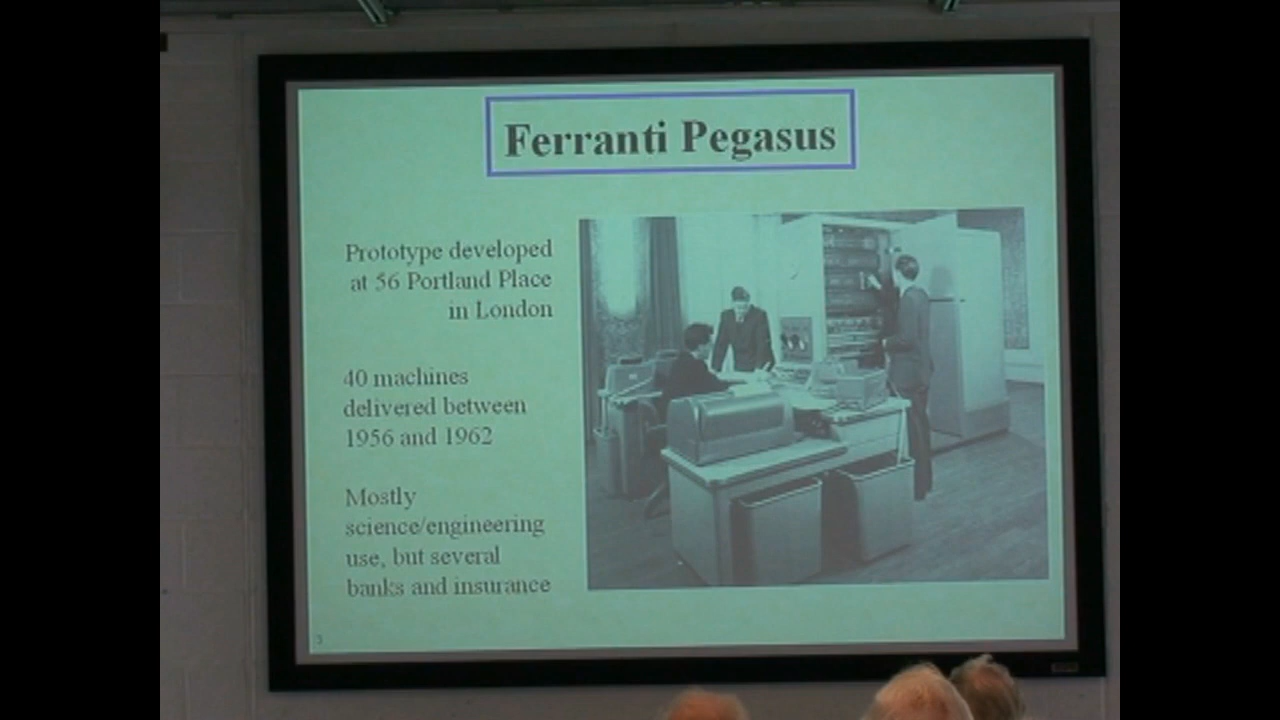 Ferranti Pegasus
Prototype developed
at 56 Portland Place
in London
40 machines
delivered between
1956 and 1962
Mostly
science/engineering
use, but several
banks and insurance
3